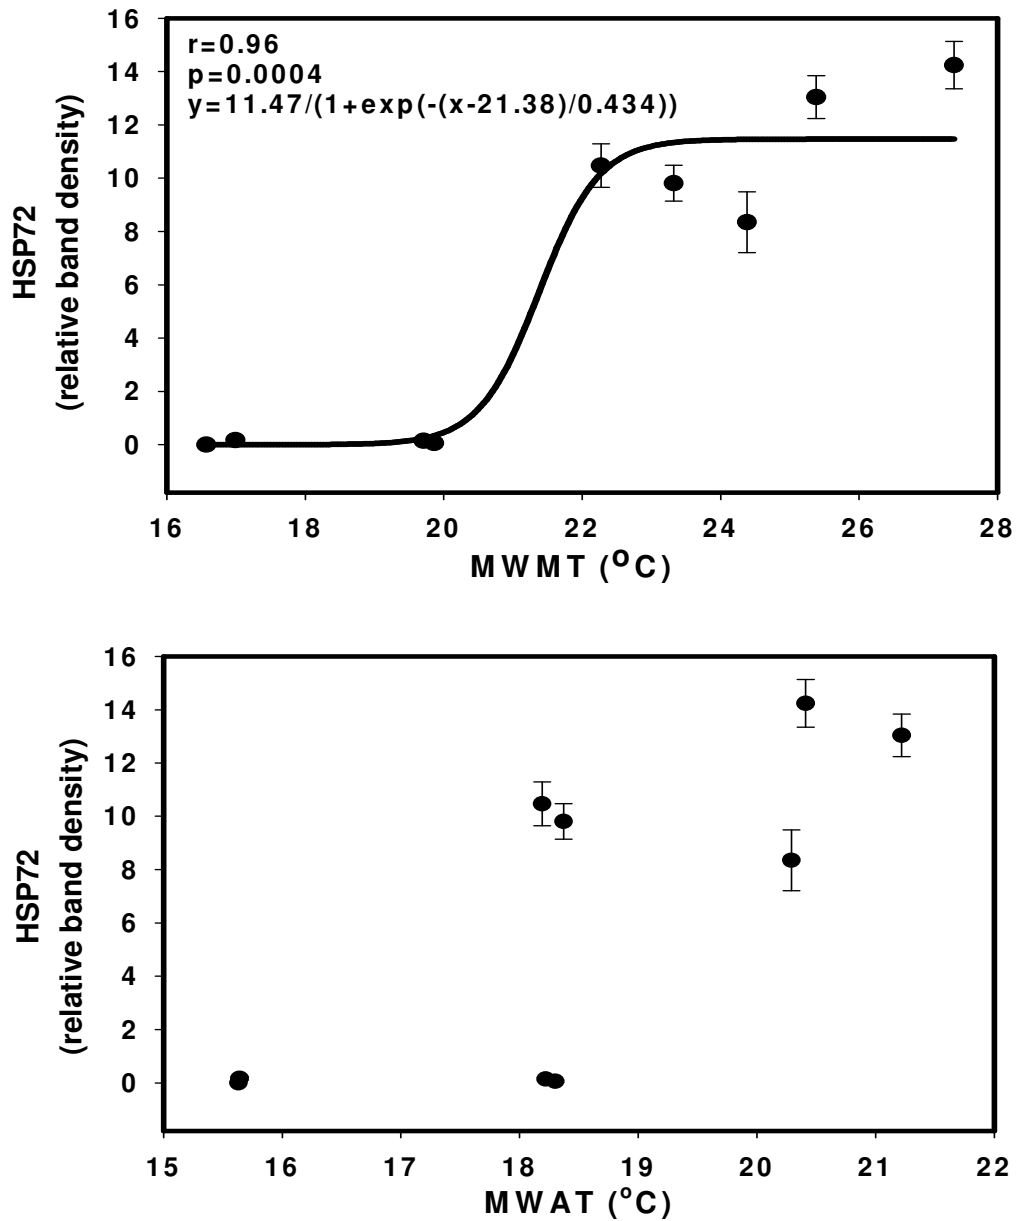 16
14
12
10
8
6
4
2
0
HSP72
(relative band density)
r=0.96
p=0.0004
y=11.47/(1+exp(-(x-21.38)/0.434))
16 18 20 22 24 26 28
MWMT (°C)
16
14
12
10
8
6
4
2
0
HSP72
(relative band density)
15 16 17 18 19 20 21 22
MWAT (°C)